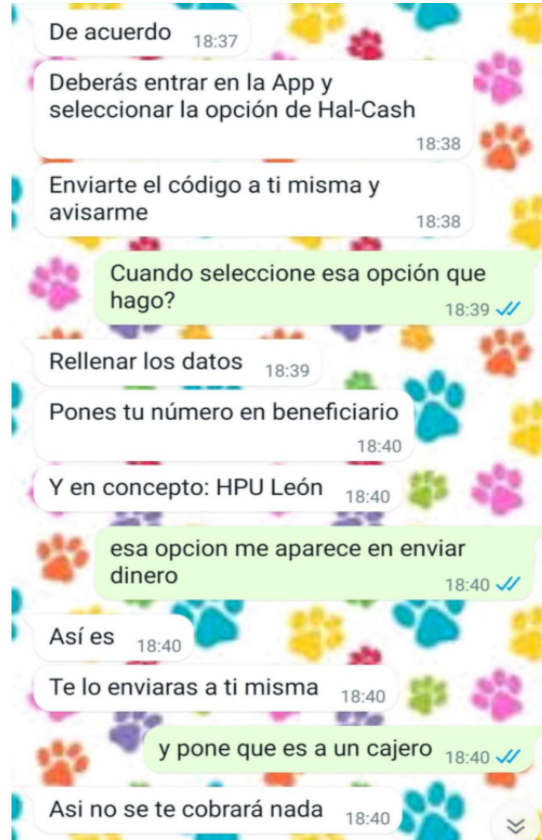 De acuerdo 18:37
Deberás entrar en la App y
seleccionar la opción de Hal-Cash
18:38
Enviarte el código a ti misma y
avisarme
18:38
Cuando seleccione esa opción que
hago?
18:39
Rellenar los datos 18:39
Pones tu número en beneficiario
18:40
Y en concepto: HPU León 18:40
esa opcion me aparece en enviar
dinero
18:40
Así es 18:40
Te lo enviaras a ti misma 18:40
y pone que es a un cajero 18:40
Asi no se te cobrará nada 18:40